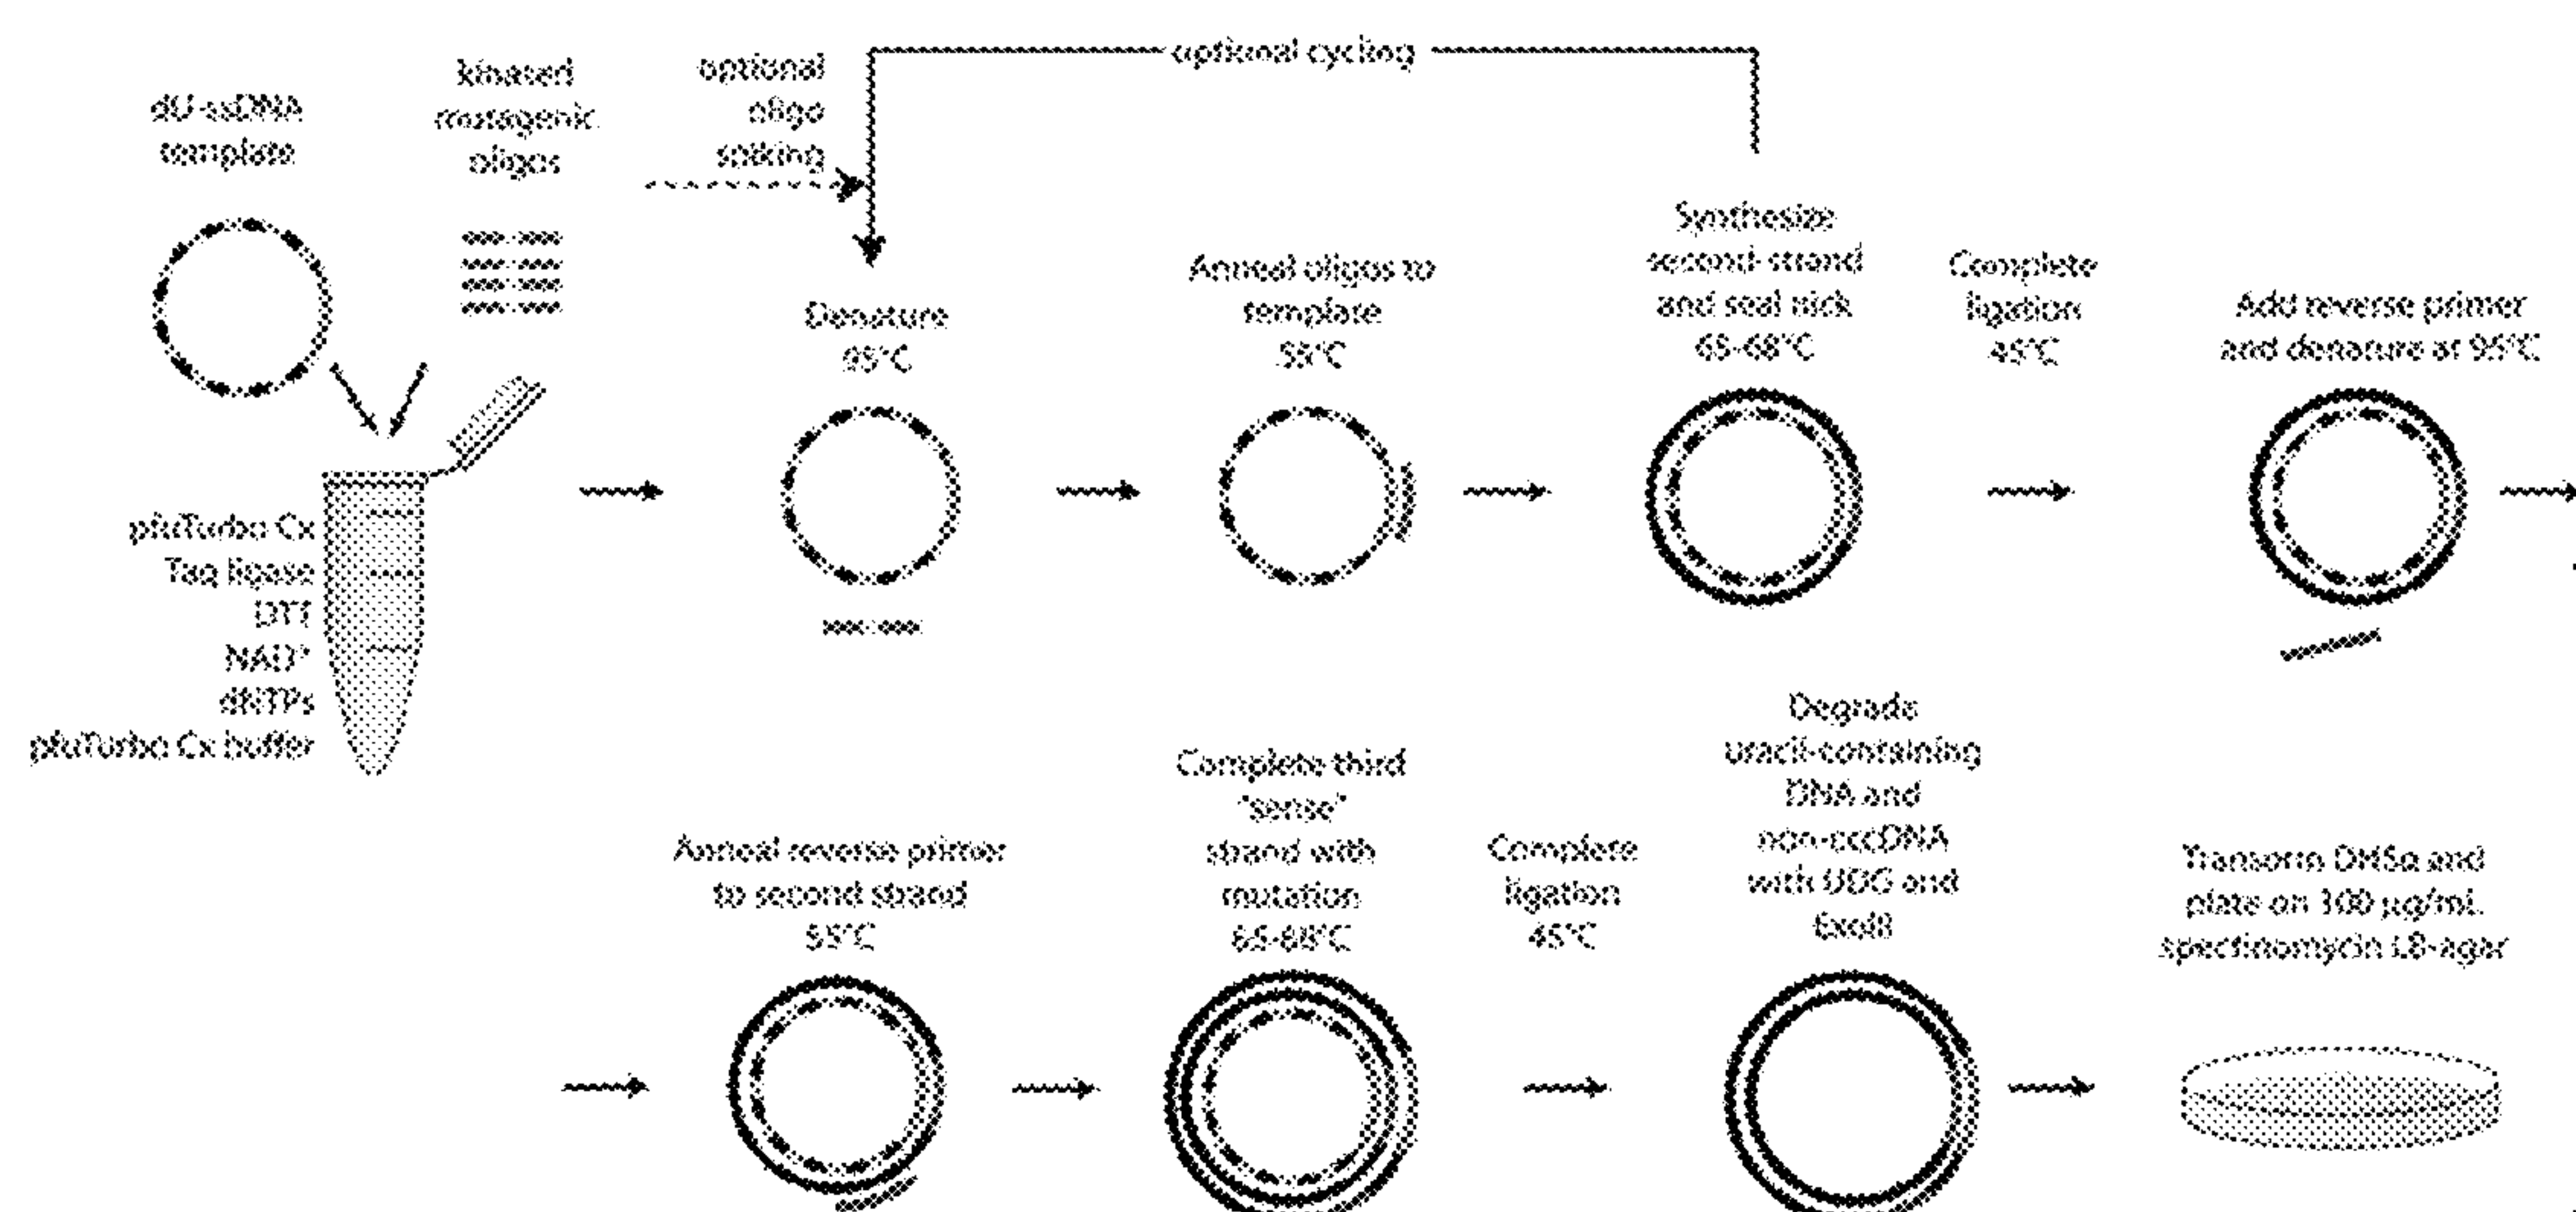 dU-ssDNA
template
kinased
mutagenic
oligos
optional
oligo
spiking
optional cycling
pfuTurbo Cx
Taq ligase
DTT
NAD⁺
dNTPs
pfuTurbo Cx buffer
Denature
95°C
Anneal oligos to
template
55°C
Synthesize
second-strand
and seal nick
65-68°C
Complete
ligation
45°C
Add reverse primer
and denature at 95°C
Anneal reverse primer
to second strand
55°C
Complete third
"sense"
strand with
mutation
65-68°C
Complete
ligation
45°C
Degrade
uracil-containing
DNA and
non-cccDNA
with UDG and
Transorm DH5α and
plate on 100 µg/mL
spectinomycin LB-agar